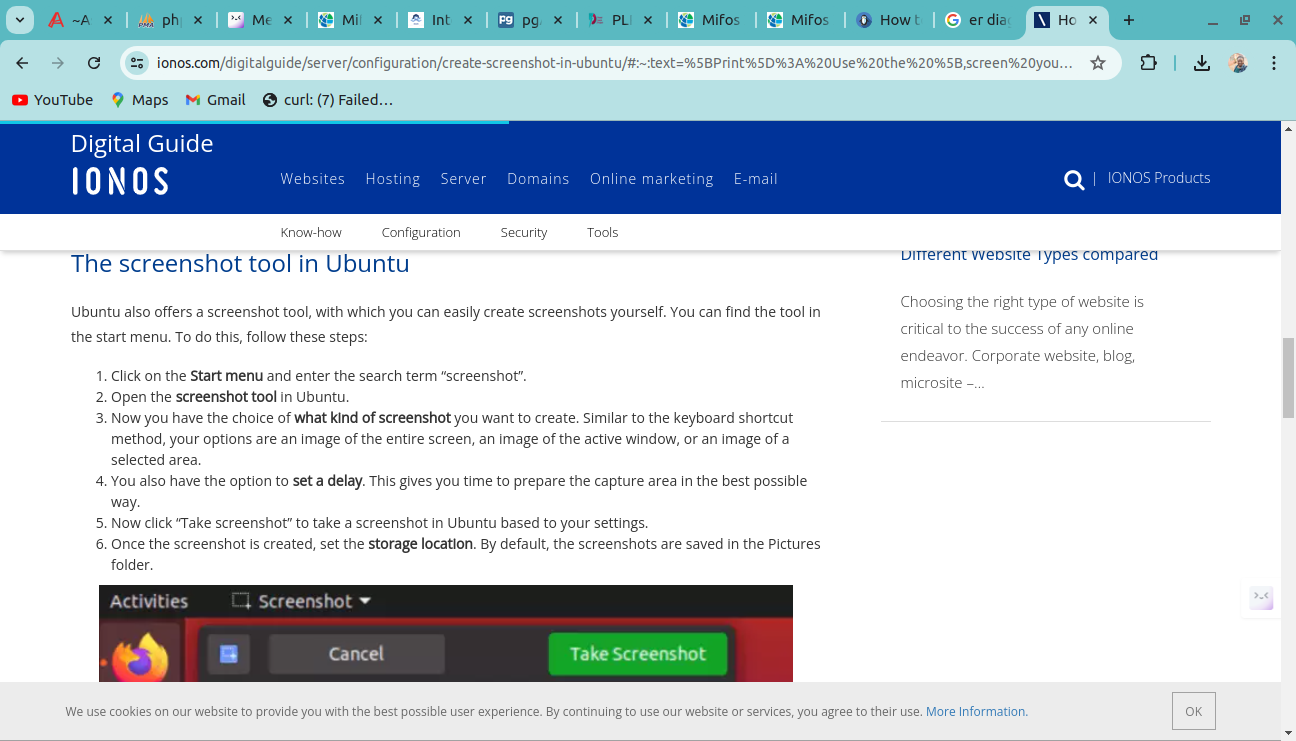 ~A
php
Me
Mif
Inte
pgA
PL/
Mifos
Mifos
How t
er diag
Ho
ionos.com/digitalguide/server/configuration/create-screenshot-in-ubuntu/#:~:text=%5BPrint%5D%3A%20Use%20the%20%5B,screen%20you...
YouTube
Maps
Gmail
curl: (7) Failed...
Digital Guide
IONOS
Websites Hosting Server Domains Online marketing E-mail
| IONOS Products
Know-how Configuration Security Tools
The screenshot tool in Ubuntu
Ubuntu also offers a screenshot tool, with which you can easily create screenshots yourself. You can find the tool in
the start menu. To do this, follow these steps:
1. Click on the Start menu and enter the search term “screenshot”.
2. Open the screenshot tool in Ubuntu.
3. Now you have the choice of what kind of screenshot you want to create. Similar to the keyboard shortcut
method, your options are an image of the entire screen, an image of the active window, or an image of a
selected area.
4. You also have the option to set a delay. This gives you time to prepare the capture area in the best possible
way.
5. Now click “Take screenshot” to take a screenshot in Ubuntu based to your settings.
6. Once the screenshot is created, set the storage location. By default, the screenshots are saved in the Pictures
folder.
Activities Screenshot
Cancel Take Screenshot
Different Website Types compared
Choosing the right type of website is
critical to the success of any online
endeavor. Corporate website, blog,
microsite –...
We use cookies on our website to provide you with the best possible user experience. By continuing to use our website or services, you agree to their use. More Information.
OK